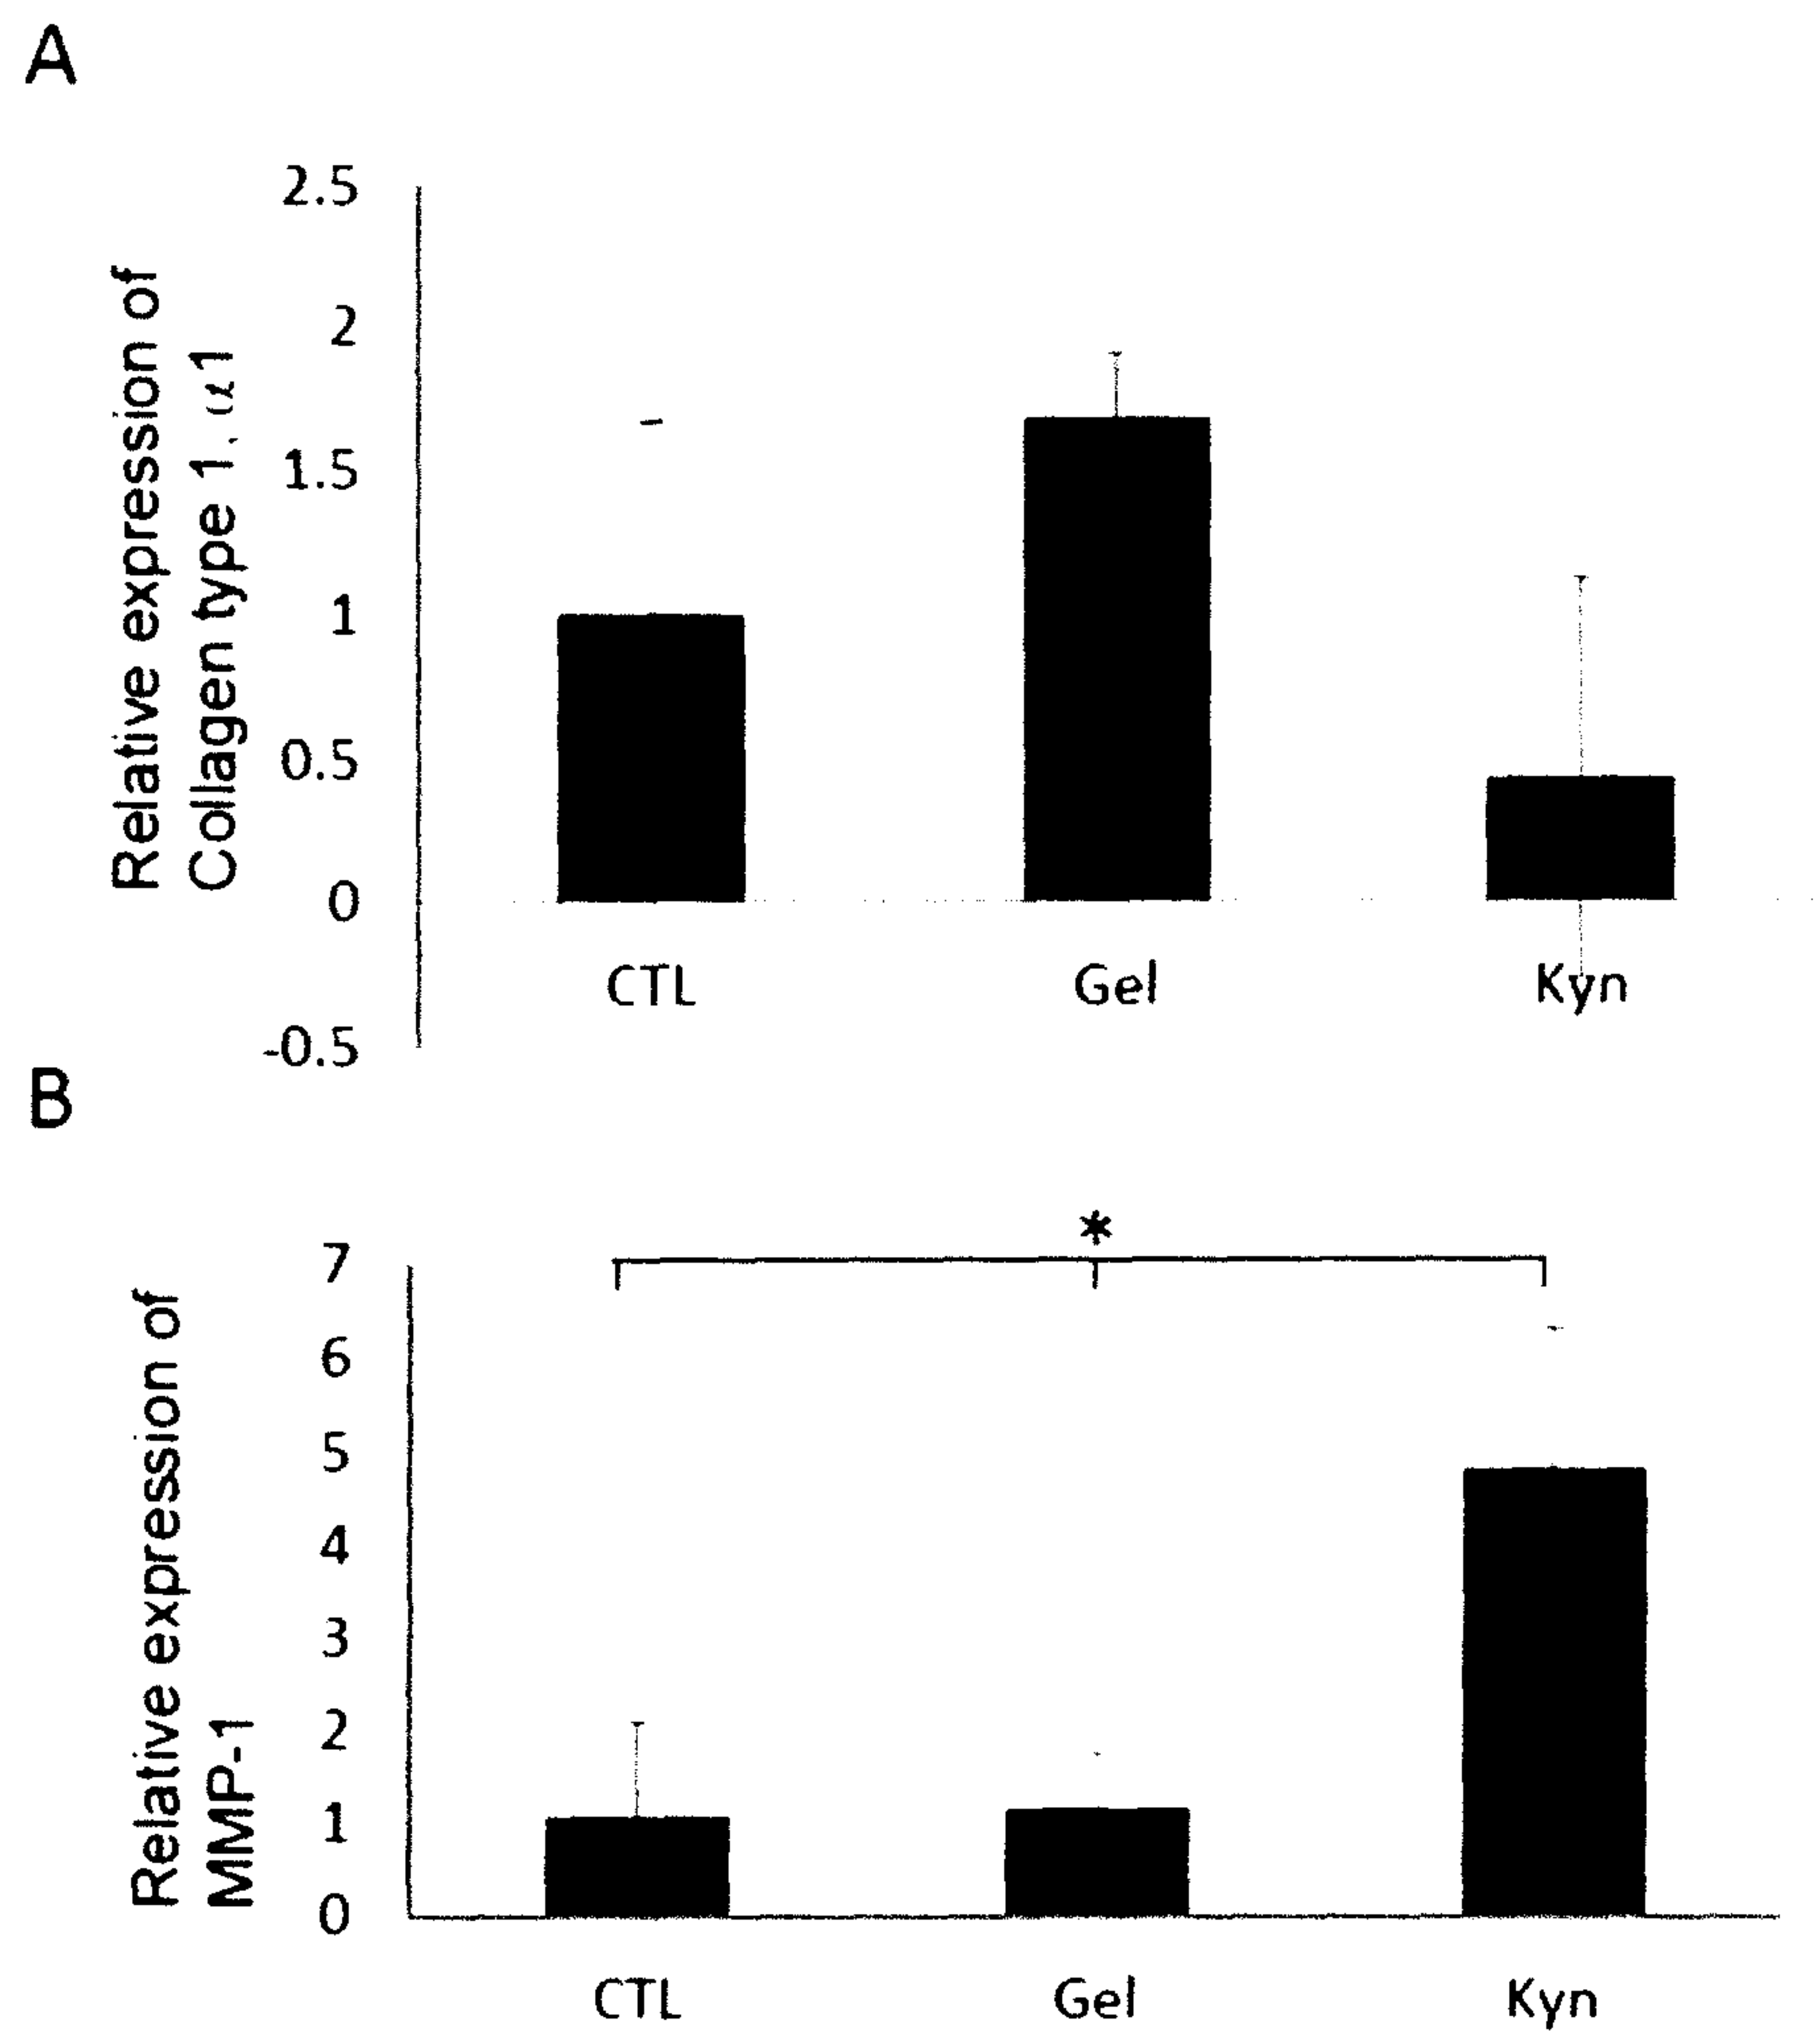 A
2.5
2
1.5
1
0.5
0
-0.5
Relative expression of
Collagen type 1, α1
CTL Gel Kyn
B
*
7
6
5
4
3
2
1
0
Relative expression of
MMP-1
CTL Gel Kyn